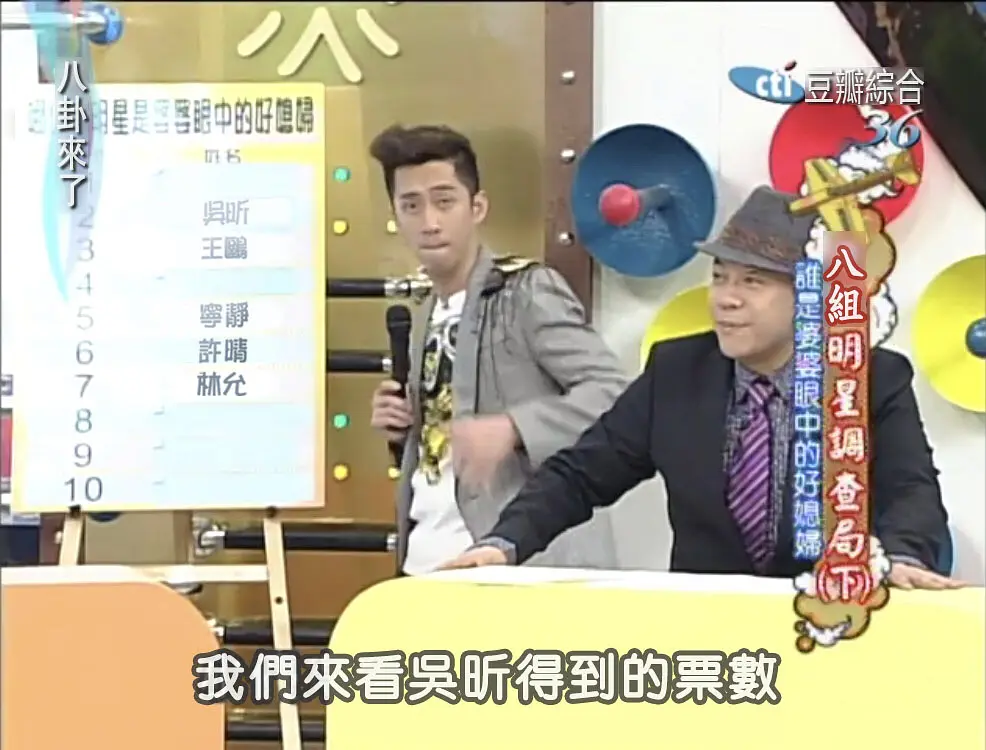 八卦來了
cti
豆瓣綜合
36
明星是婆婆眼中的好媳婦
姓名
2 吳昕
3 王鷗
4
5 寧靜
6 許晴
7 林允
8
9
10
八組明星調查局(下)
誰是婆婆眼中的好媳婦
我們來看吳昕得到的票數